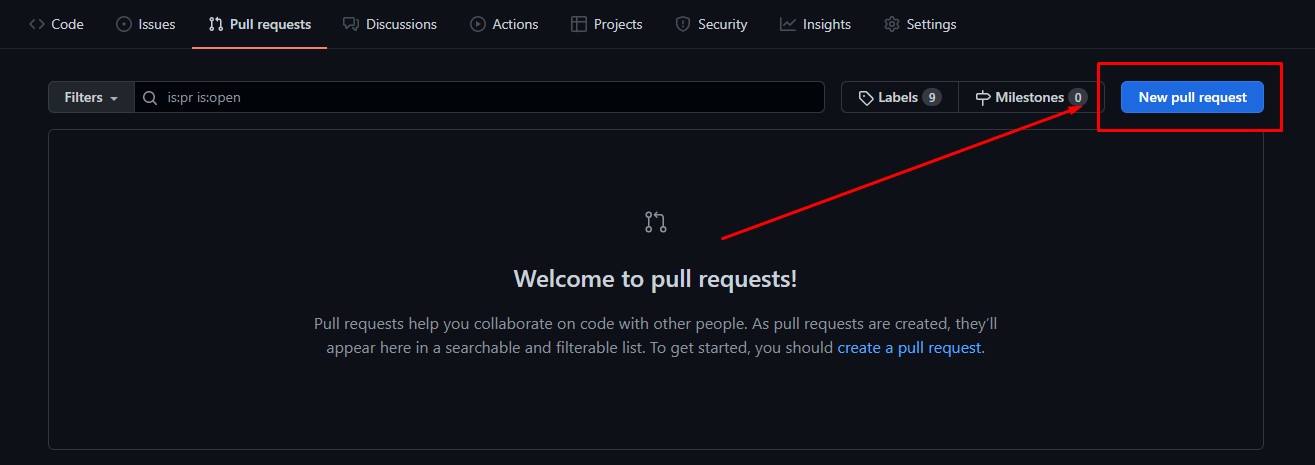 Code Issues Pull requests Discussions Actions Projects Security Insights Settings
Filters is:pr is:open Labels 9 Milestones 0 New pull request
Welcome to pull requests!
Pull requests help you collaborate on code with other people. As pull requests are created, they’ll
appear here in a searchable and filterable list. To get started, you should create a pull request.